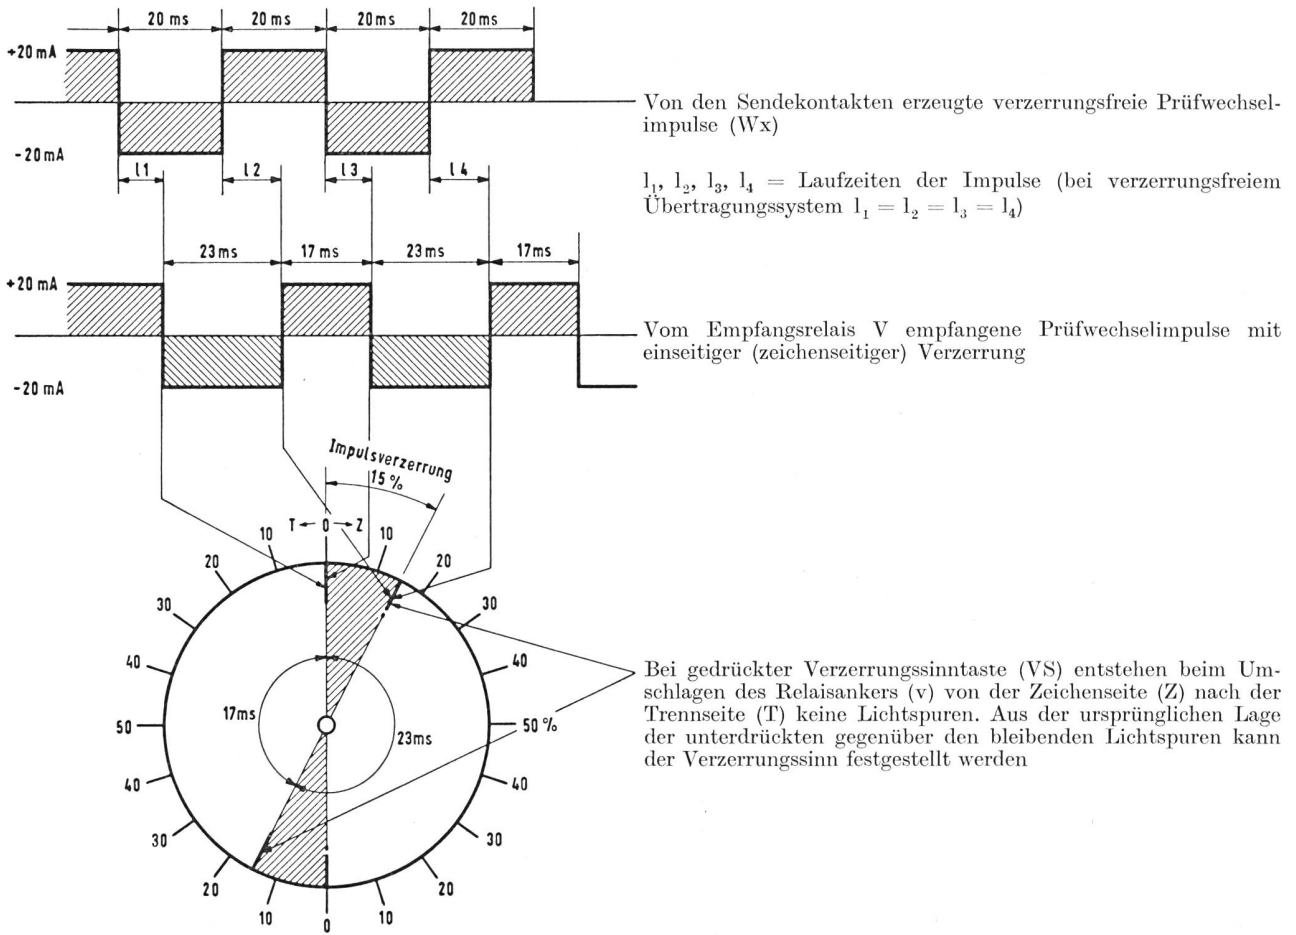 20 ms 20 ms 20 ms 20 ms
+20 mA
-20 mA
Von den Sendekontakten erzeugte verzerrungsfreie Prüfwechsel-
impulse (Wx)
l1 l2 l3 l4
l₁, l₂, l₃, l₄ = Laufzeiten der Impulse (bei verzerrungsfreiem
Übertragungssystem l₁ = l₂ = l₃ = l₄)
23 ms 17 ms 23 ms 17 ms
+20 mA
-20 mA
Vom Empfangsrelais V empfangene Prüfwechselimpulse mit
einseitiger (zeichenseitiger) Verzerrung
Impulsverzerrung
15 %
T ← 0 → Z
10 10
20 20
30 30
40 40
50 50 %
40 40
30 30
20 20
10 10
0
17 ms
23 ms
Bei gedrückter Verzerrungssinntaste (VS) entstehen beim Um-
schlagen des Relaisankers (v) von der Zeichenseite (Z) nach der
Trennseite (T) keine Lichtspuren. Aus der ursprünglichen Lage
der unterdrückten gegenüber den bleibenden Lichtspuren kann
der Verzerrungssinn festgestellt werden